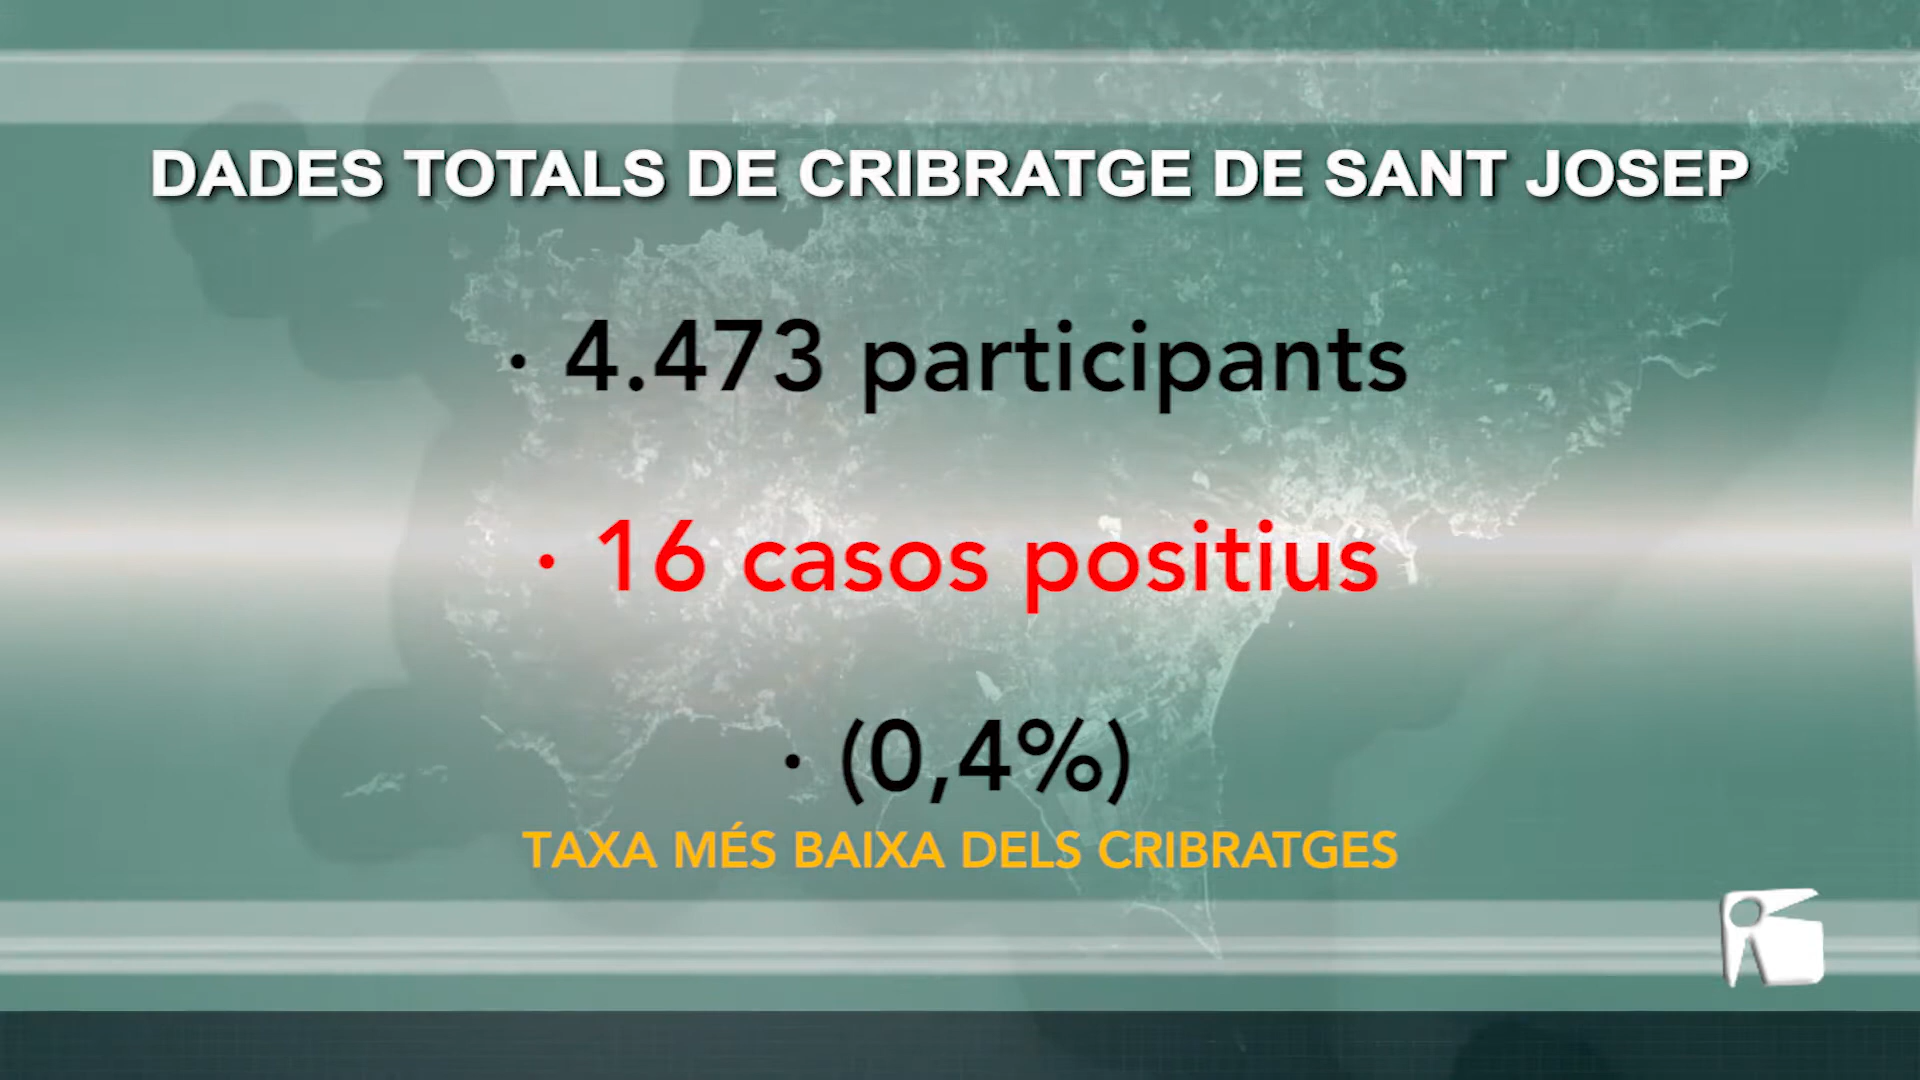 DADES TOTALS DE CRIBRATGE DE SANT JOSEP
· 4.473 participants
· 16 casos positius
· (0,4%)
TAXA MÉS BAIXA DELS CRIBRATGES